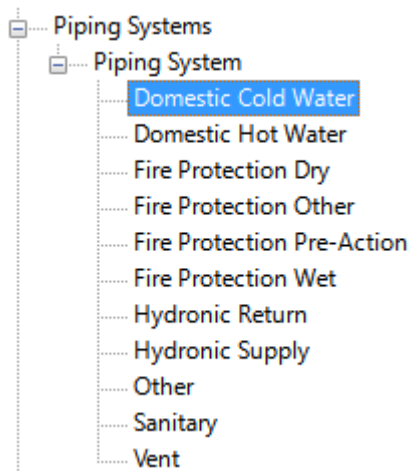 Piping Systems
Piping System
Domestic Cold Water
Domestic Hot Water
Fire Protection Dry
Fire Protection Other
Fire Protection Pre-Action
Fire Protection Wet
Hydronic Return
Hydronic Supply
Other
Sanitary
Vent